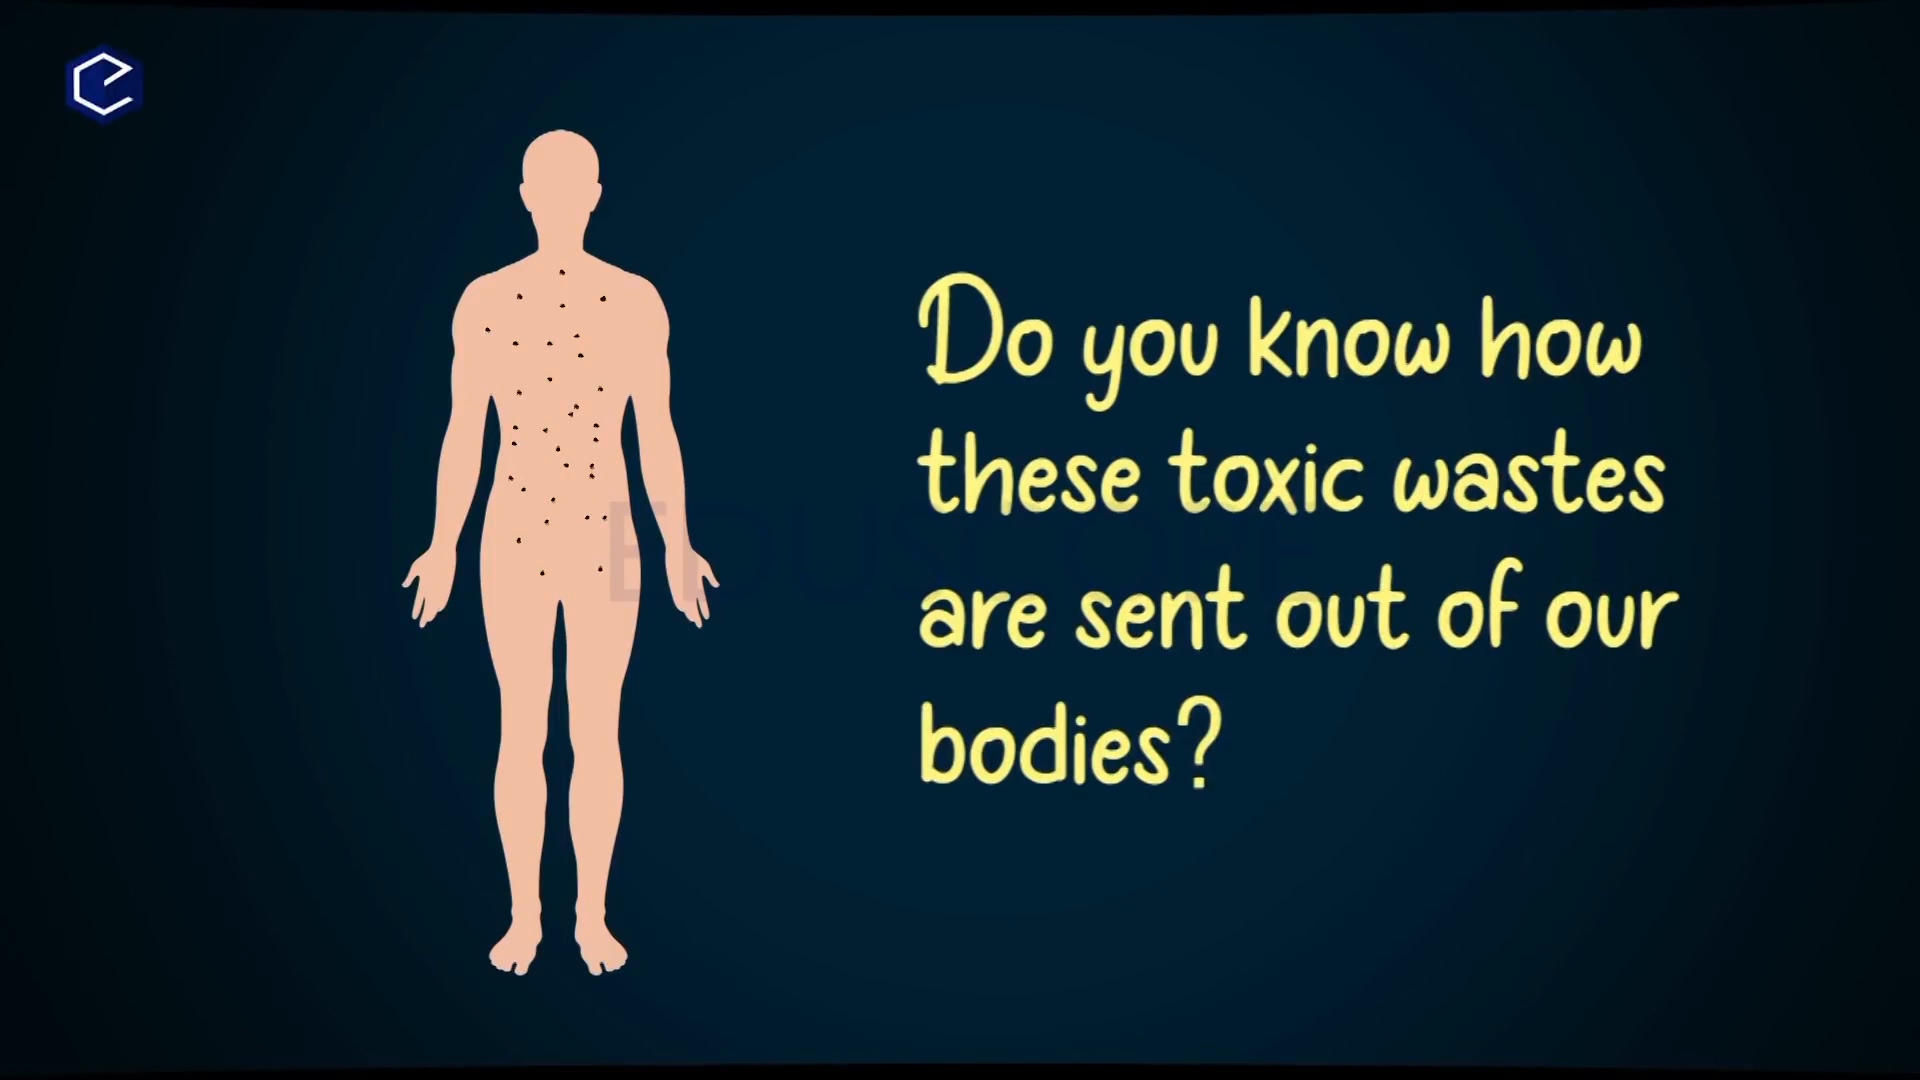 Do you know how
these toxic wastes
are sent out of our
bodies?